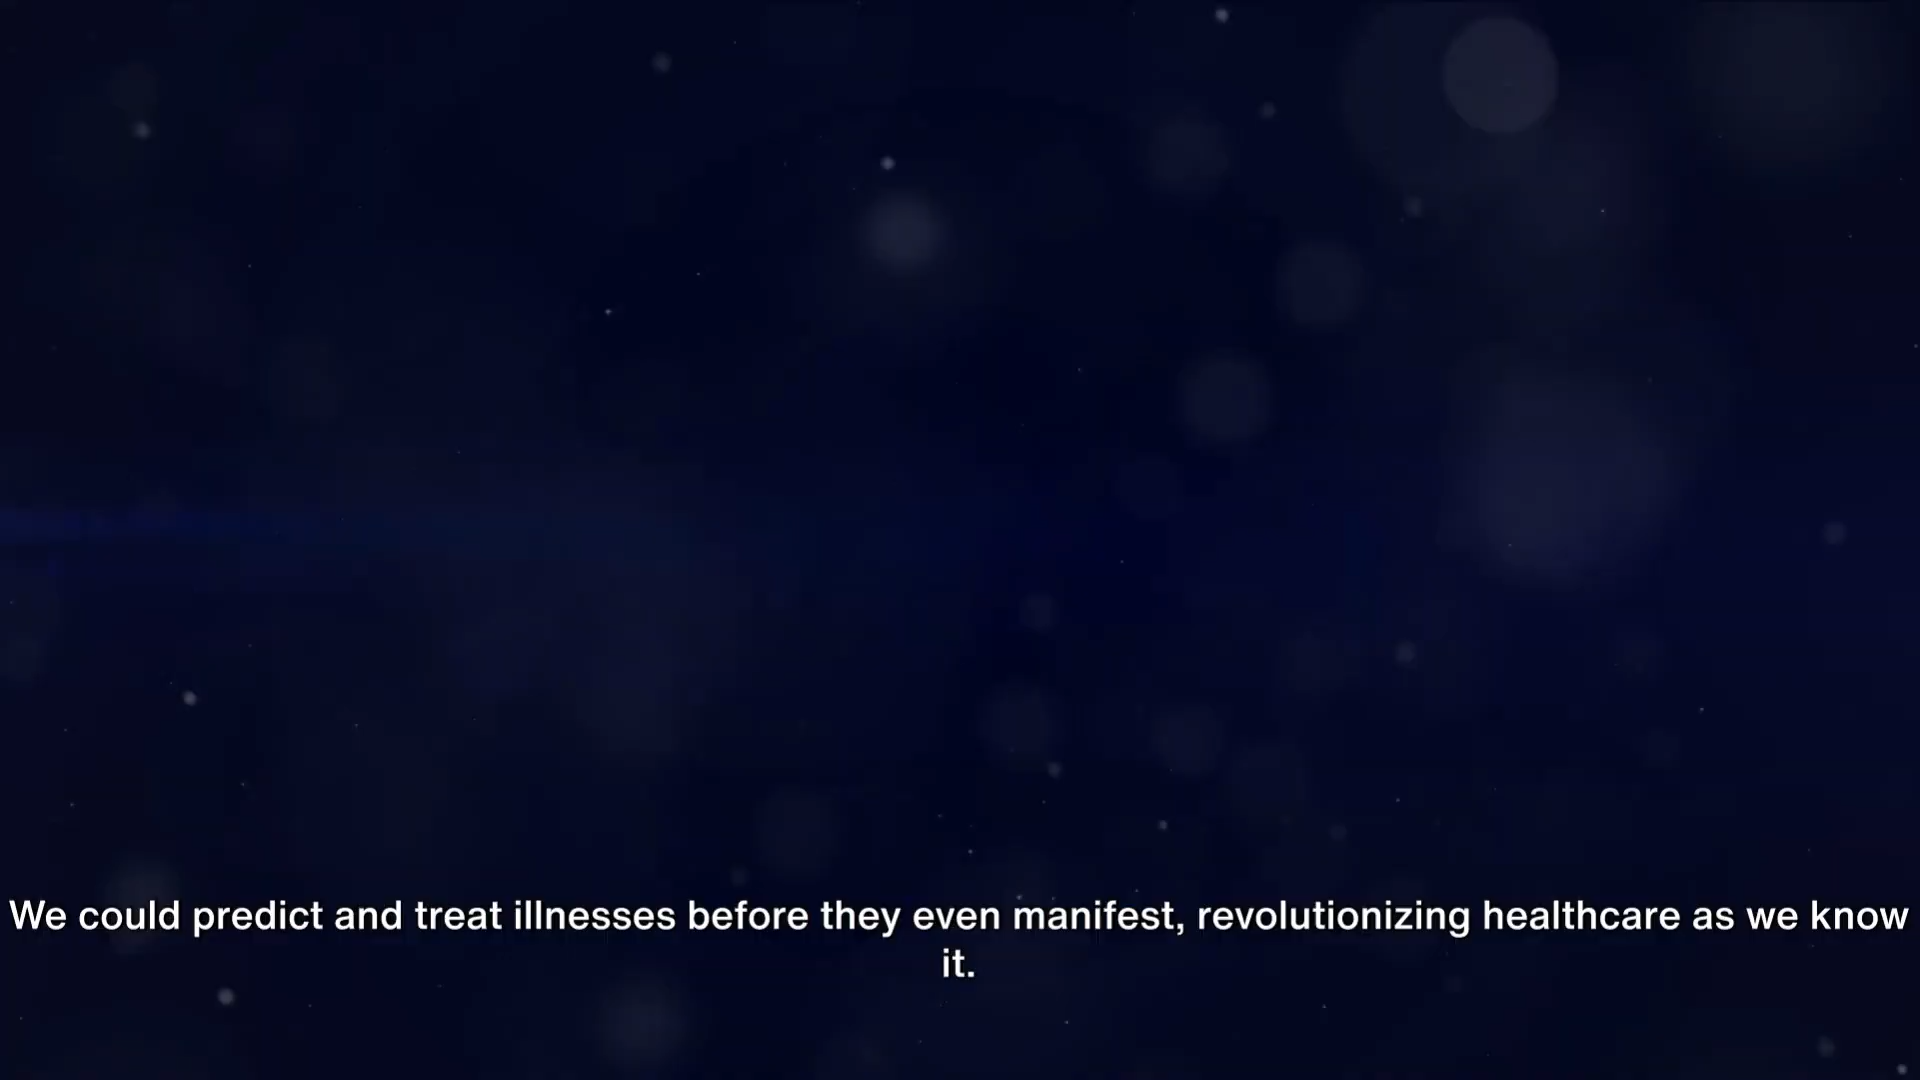 We could predict and treat illnesses before they even manifest, revolutionizing healthcare as we know
it.